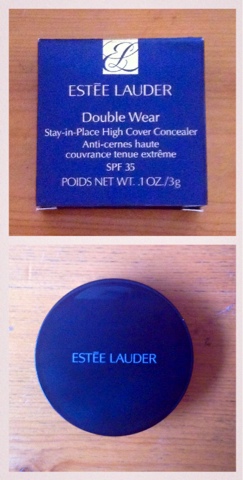 ESTĒE LAUDER
Double Wear
Stay-in-Place High Cover Concealer
Anti-cernes haute
couvrance tenue extrême
SPF 35
POIDS NET WT. .1 OZ./3g
ESTĒE LAUDER